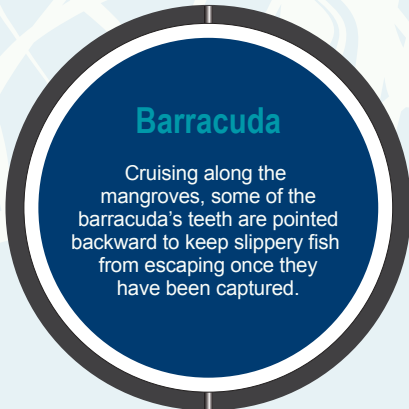 Barracuda
Cruising along the
mangroves, some of the
barracuda’s teeth are pointed
backward to keep slippery fish
from escaping once they
have been captured.